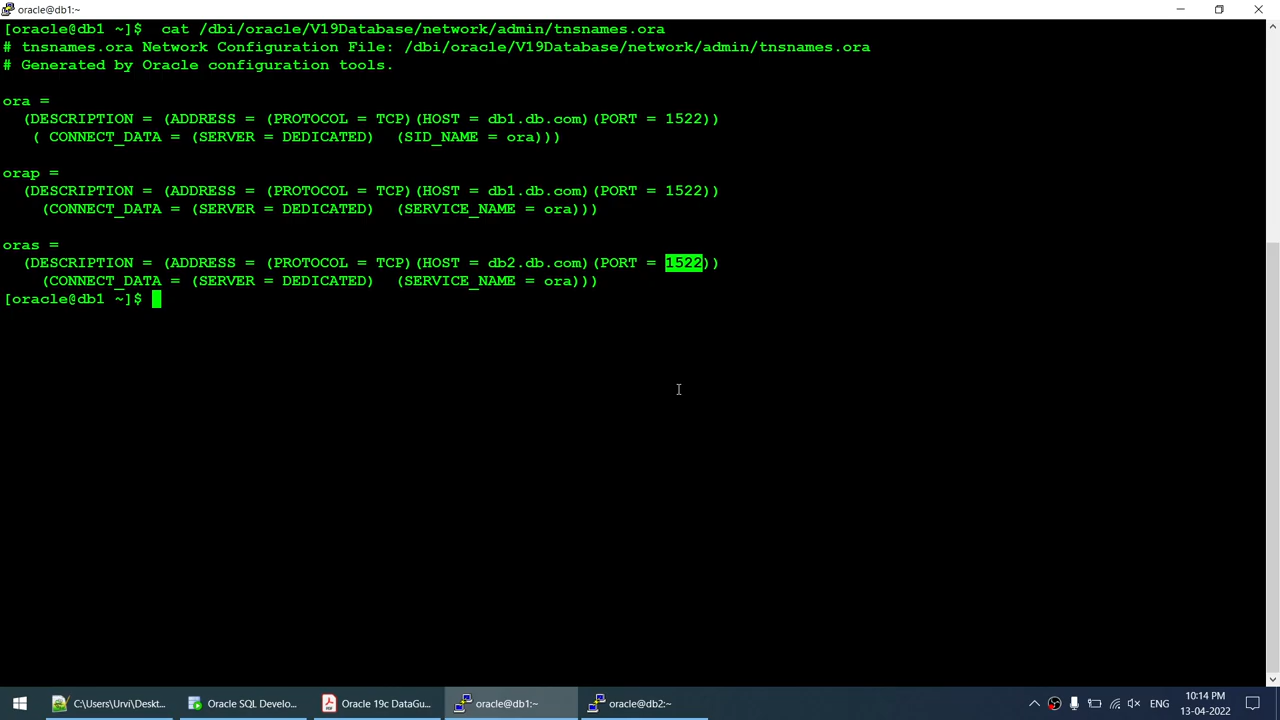 oracle@db1:~
[oracle@db1 ~]$  cat /dbi/oracle/V19Database/network/admin/tnsnames.ora
# tnsnames.ora Network Configuration File: /dbi/oracle/V19Database/network/admin/tnsnames.ora
# Generated by Oracle configuration tools.
ora =
(DESCRIPTION = (ADDRESS = (PROTOCOL = TCP)(HOST = db1.db.com)(PORT = 1522))
( CONNECT_DATA = (SERVER = DEDICATED)  (SID_NAME = ora)))
orap =
(DESCRIPTION = (ADDRESS = (PROTOCOL = TCP)(HOST = db1.db.com)(PORT = 1522))
(CONNECT_DATA = (SERVER = DEDICATED)  (SERVICE_NAME = ora)))
oras =
(DESCRIPTION = (ADDRESS = (PROTOCOL = TCP)(HOST = db2.db.com)(PORT = 1522))
(CONNECT_DATA = (SERVER = DEDICATED)  (SERVICE_NAME = ora)))
[oracle@db1 ~]$
C:\Users\Urvi\Deskt... Oracle SQL Develo... Oracle 19c DataGu... oracle@db1:~ oracle@db2:~ ENG 10:14 PM
13-04-2022